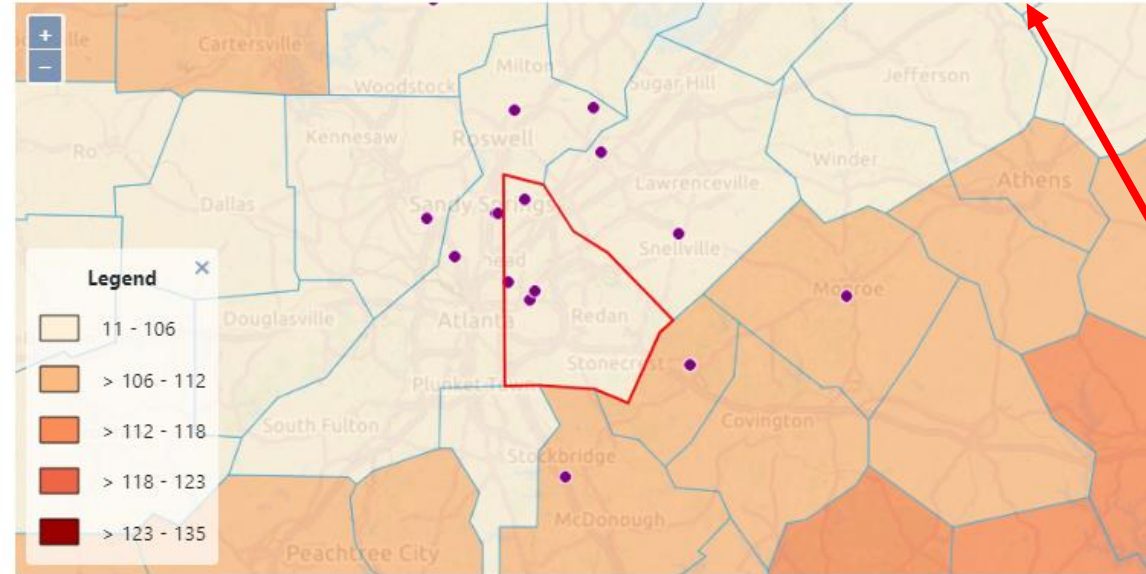 +
−
Cartersville
Milton
Woodstock
Sugar Hill
Jefferson
Kennesaw
Roswell
Ro
Winder
Lawrenceville
Athens
Dallas
Sandy Springs
Snellville
Legend ×
11 - 106
> 106 - 112
> 112 - 118
> 118 - 123
> 123 - 135
head
Monroe
Douglasville
Atlanta
Redan
Stonecrest
South Fulton
Covington
Stockbridge
McDonough
Peachtree City